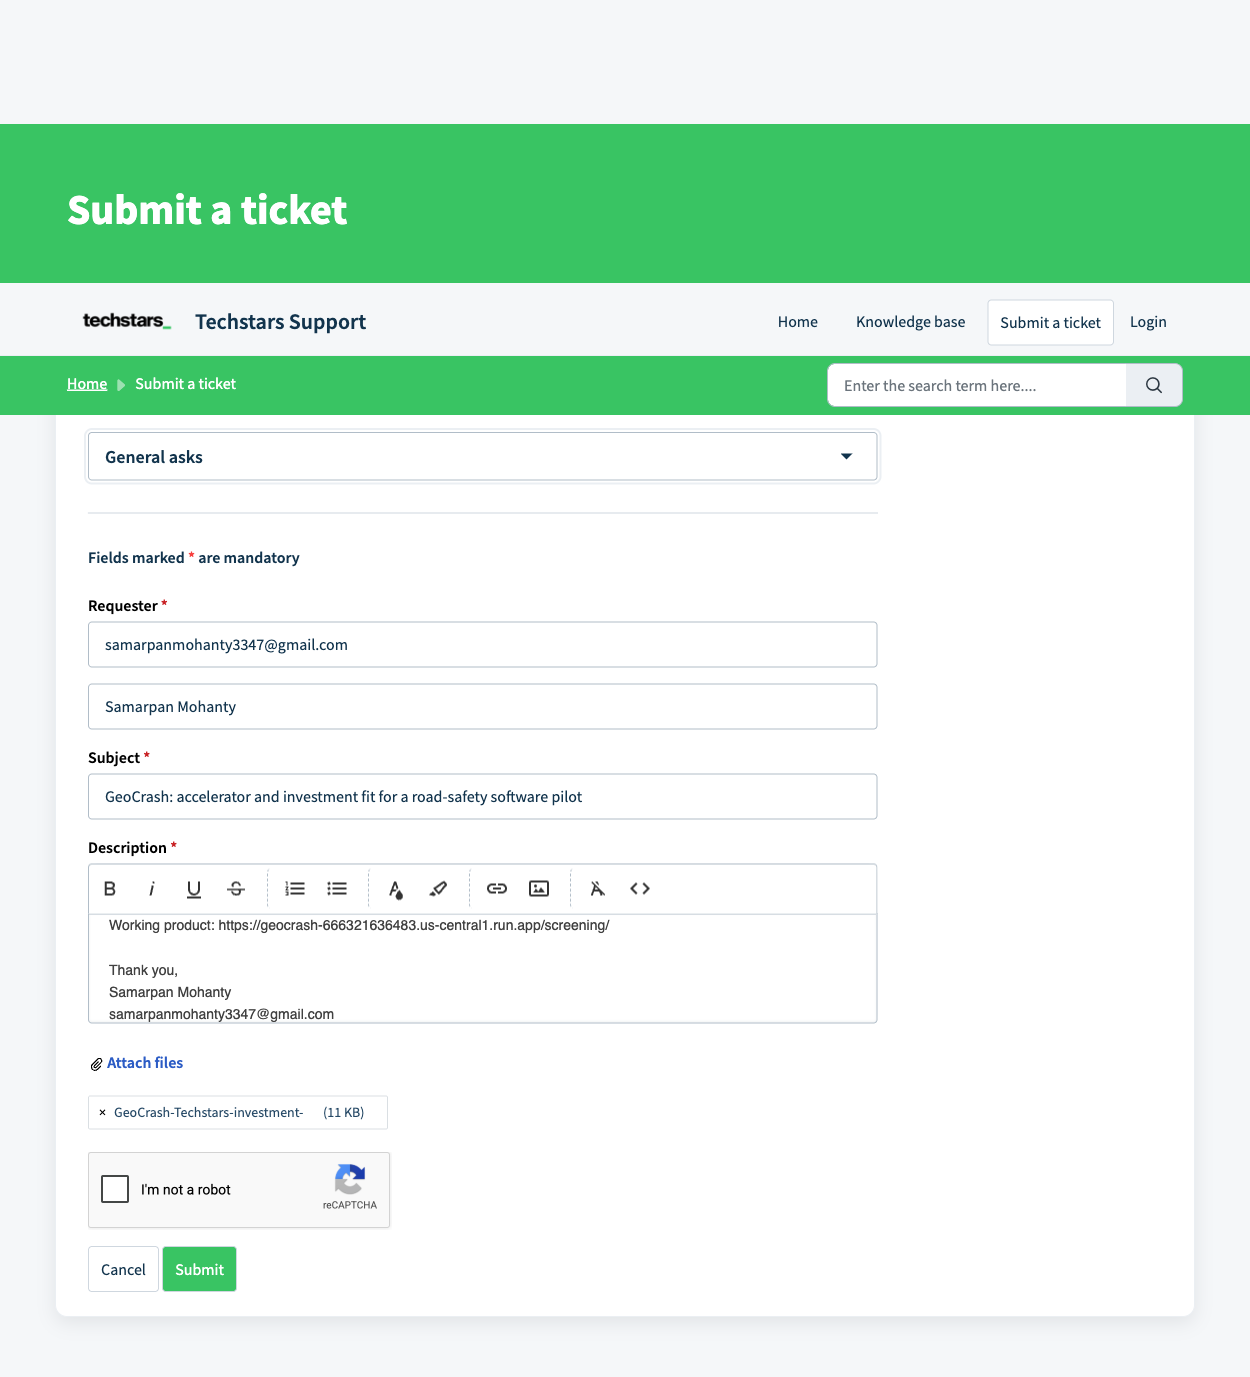 Submit a ticket
techstars_
Techstars Support
Home
Knowledge base
Submit a ticket
Login
Home
Submit a ticket
Enter the search term here....
General asks
Fields marked * are mandatory
Requester *
samarpanmohanty3347@gmail.com
Samarpan Mohanty
Subject *
GeoCrash: accelerator and investment fit for a road-safety software pilot
Description *
Working product: https://geocrash-666321636483.us-central1.run.app/screening/
Thank you,
Samarpan Mohanty
samarpanmohanty3347@gmail.com
Attach files
× GeoCrash-Techstars-investment- (11 KB)
I'm not a robot
reCAPTCHA
Cancel
Submit